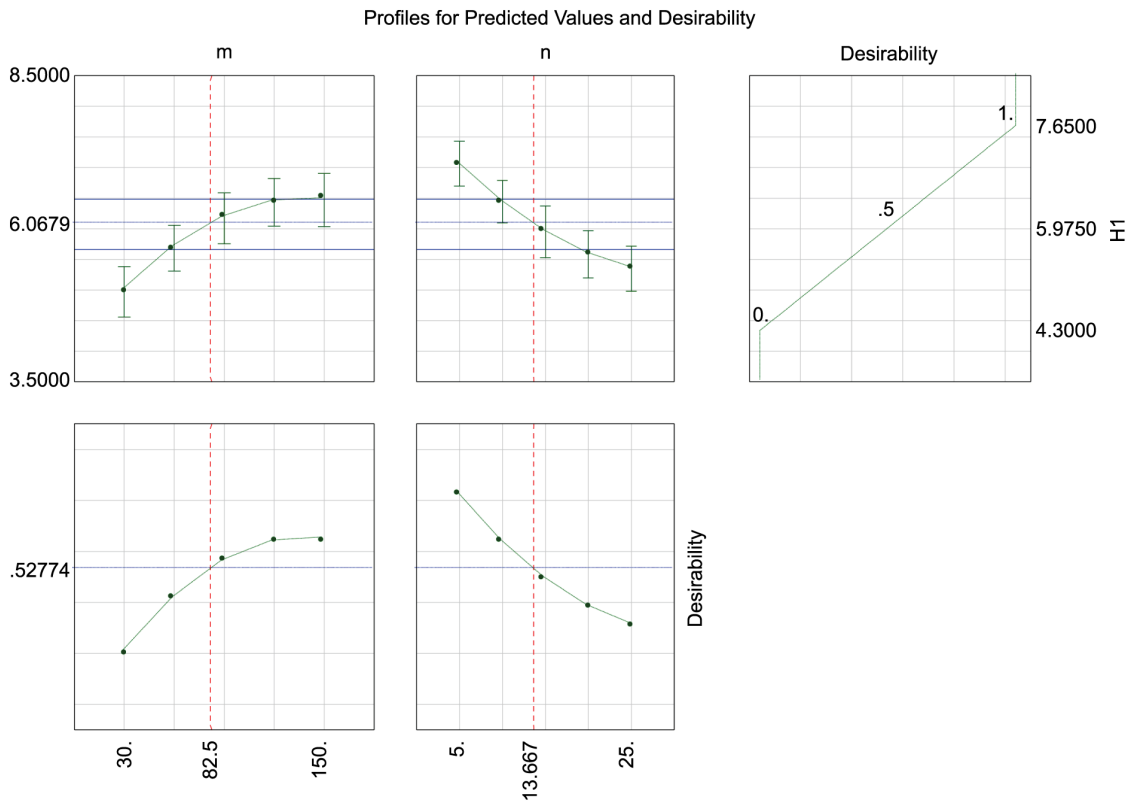 Profiles for Predicted Values and Desirability
m
n
Desirability
8.5000
6.0679
3.5000
1.
.5
0.
7.6500
5.9750
4.3000
H1
.52774
Desirability
30.
82.5
150.
5.
13.667
25.